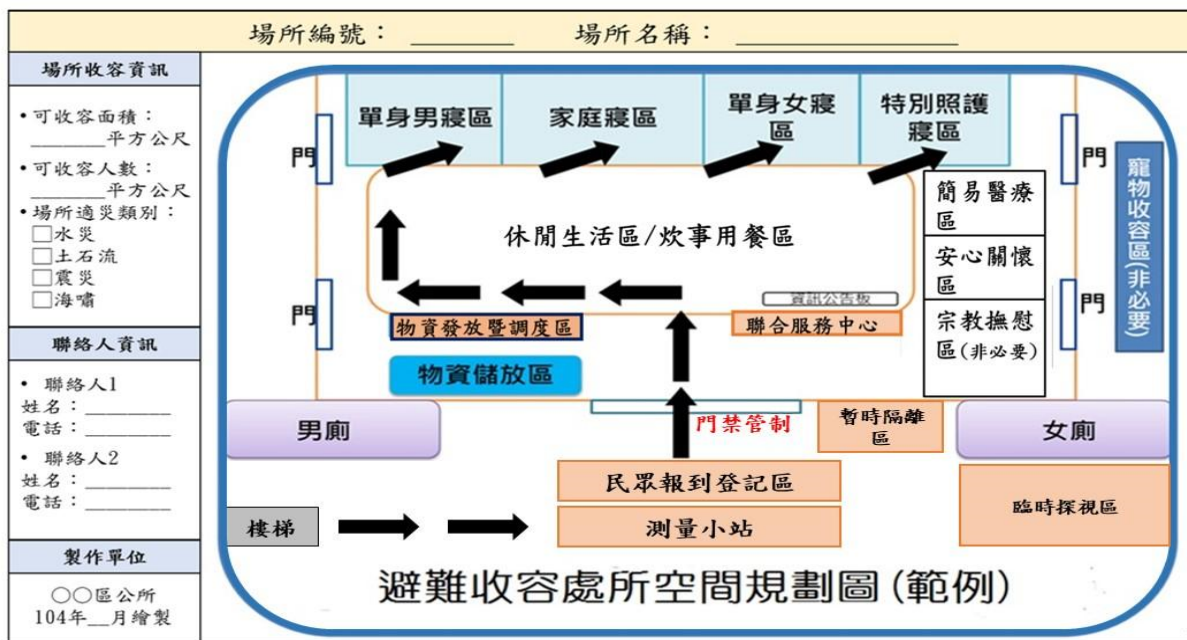 場所編號：_______ 場所名稱：_______________
場所收容資訊
•可收容面積：
______平方公尺
•可收容人數：
______平方公尺
•場所適災類別：
□水災
□土石流
□震災
□海嘯
聯絡人資訊
• 聯絡人1
姓名：_______
電話：_______
• 聯絡人2
姓名：_______
電話：_______
製作單位
○○區公所
104年__月繪製
單身男寢區
家庭寢區
單身女寢
區
特別照護
寢區
門
門
門
門
寵物收容區(非必要)
簡易醫療
區
安心關懷
區
宗教撫慰
區(非必要)
休閒生活區/炊事用餐區
資訊公告板
物資發放暨調度區
聯合服務中心
物資儲放區
男廁
門禁管制
暫時隔離
區
女廁
民眾報到登記區
樓梯
測量小站
臨時探視區
避難收容處所空間規劃圖(範例)